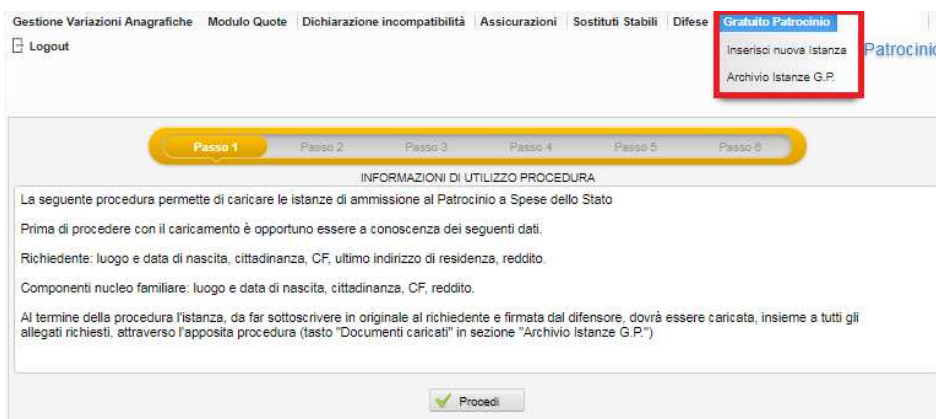 Gestione Variazioni Anagrafiche Modulo Quote Dichiarazione incompatibilità Assicurazioni Sostituti Stabili Difese Gratuito Patrocinio
Logout
Inserisci nuova Istanza
Patrocinio
Archivio Istanze G.P.
Passo 1 Passo 2 Passo 3 Passo 4 Passo 5 Passo 6
INFORMAZIONI DI UTILIZZO PROCEDURA
La seguente procedura permette di caricare le istanze di ammissione al Patrocinio a Spese dello Stato
Prima di procedere con il caricamento è opportuno essere a conoscenza dei seguenti dati.
Richiedente: luogo e data di nascita, cittadinanza, CF, ultimo indirizzo di residenza, reddito.
Componenti nucleo familiare: luogo e data di nascita, cittadinanza, CF, reddito.
Al termine della procedura l'istanza, da far sottoscrivere in originale al richiedente e firmata dal difensore, dovrà essere caricata, insieme a tutti gli
allegati richiesti, attraverso l'apposita procedura (tasto "Documenti caricati" in sezione "Archivio Istanze G.P.")
Procedi